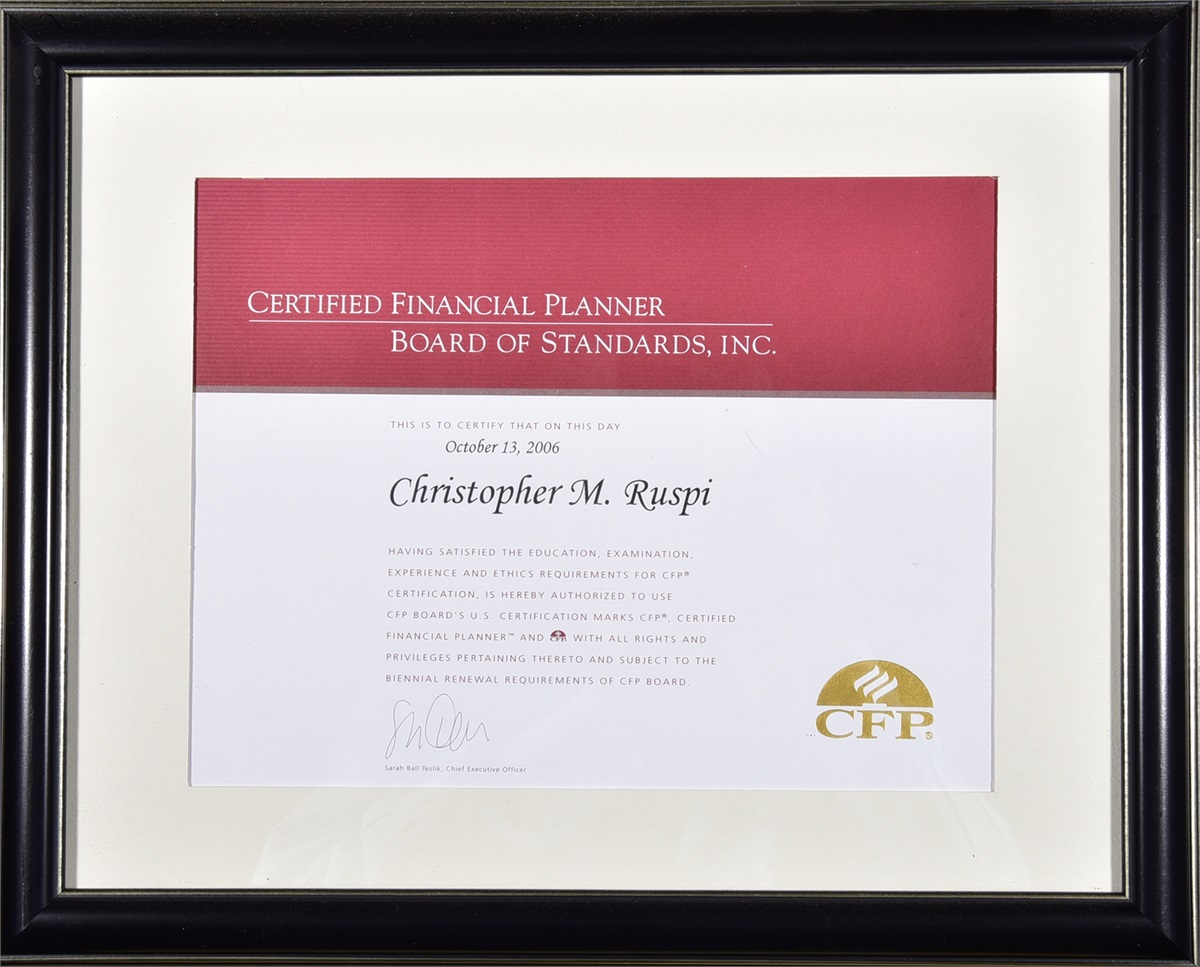 CERTIFIED FINANCIAL PLANNER
BOARD OF STANDARDS, INC.
THIS IS TO CERTIFY THAT ON THIS DAY
October 13, 2006
Christopher M. Ruspi
HAVING SATISFIED THE EDUCATION, EXAMINATION,
EXPERIENCE AND ETHICS REQUIREMENTS FOR CFP®
CERTIFICATION, IS HEREBY AUTHORIZED TO USE
CFP BOARD'S U.S. CERTIFICATION MARKS CFP®, CERTIFIED
FINANCIAL PLANNER™ AND CFP WITH ALL RIGHTS AND
PRIVILEGES PERTAINING THERETO AND SUBJECT TO THE
BIENNIAL RENEWAL REQUIREMENTS OF CFP BOARD.
Sarah Ball Teslik, Chief Executive Officer
CFP®